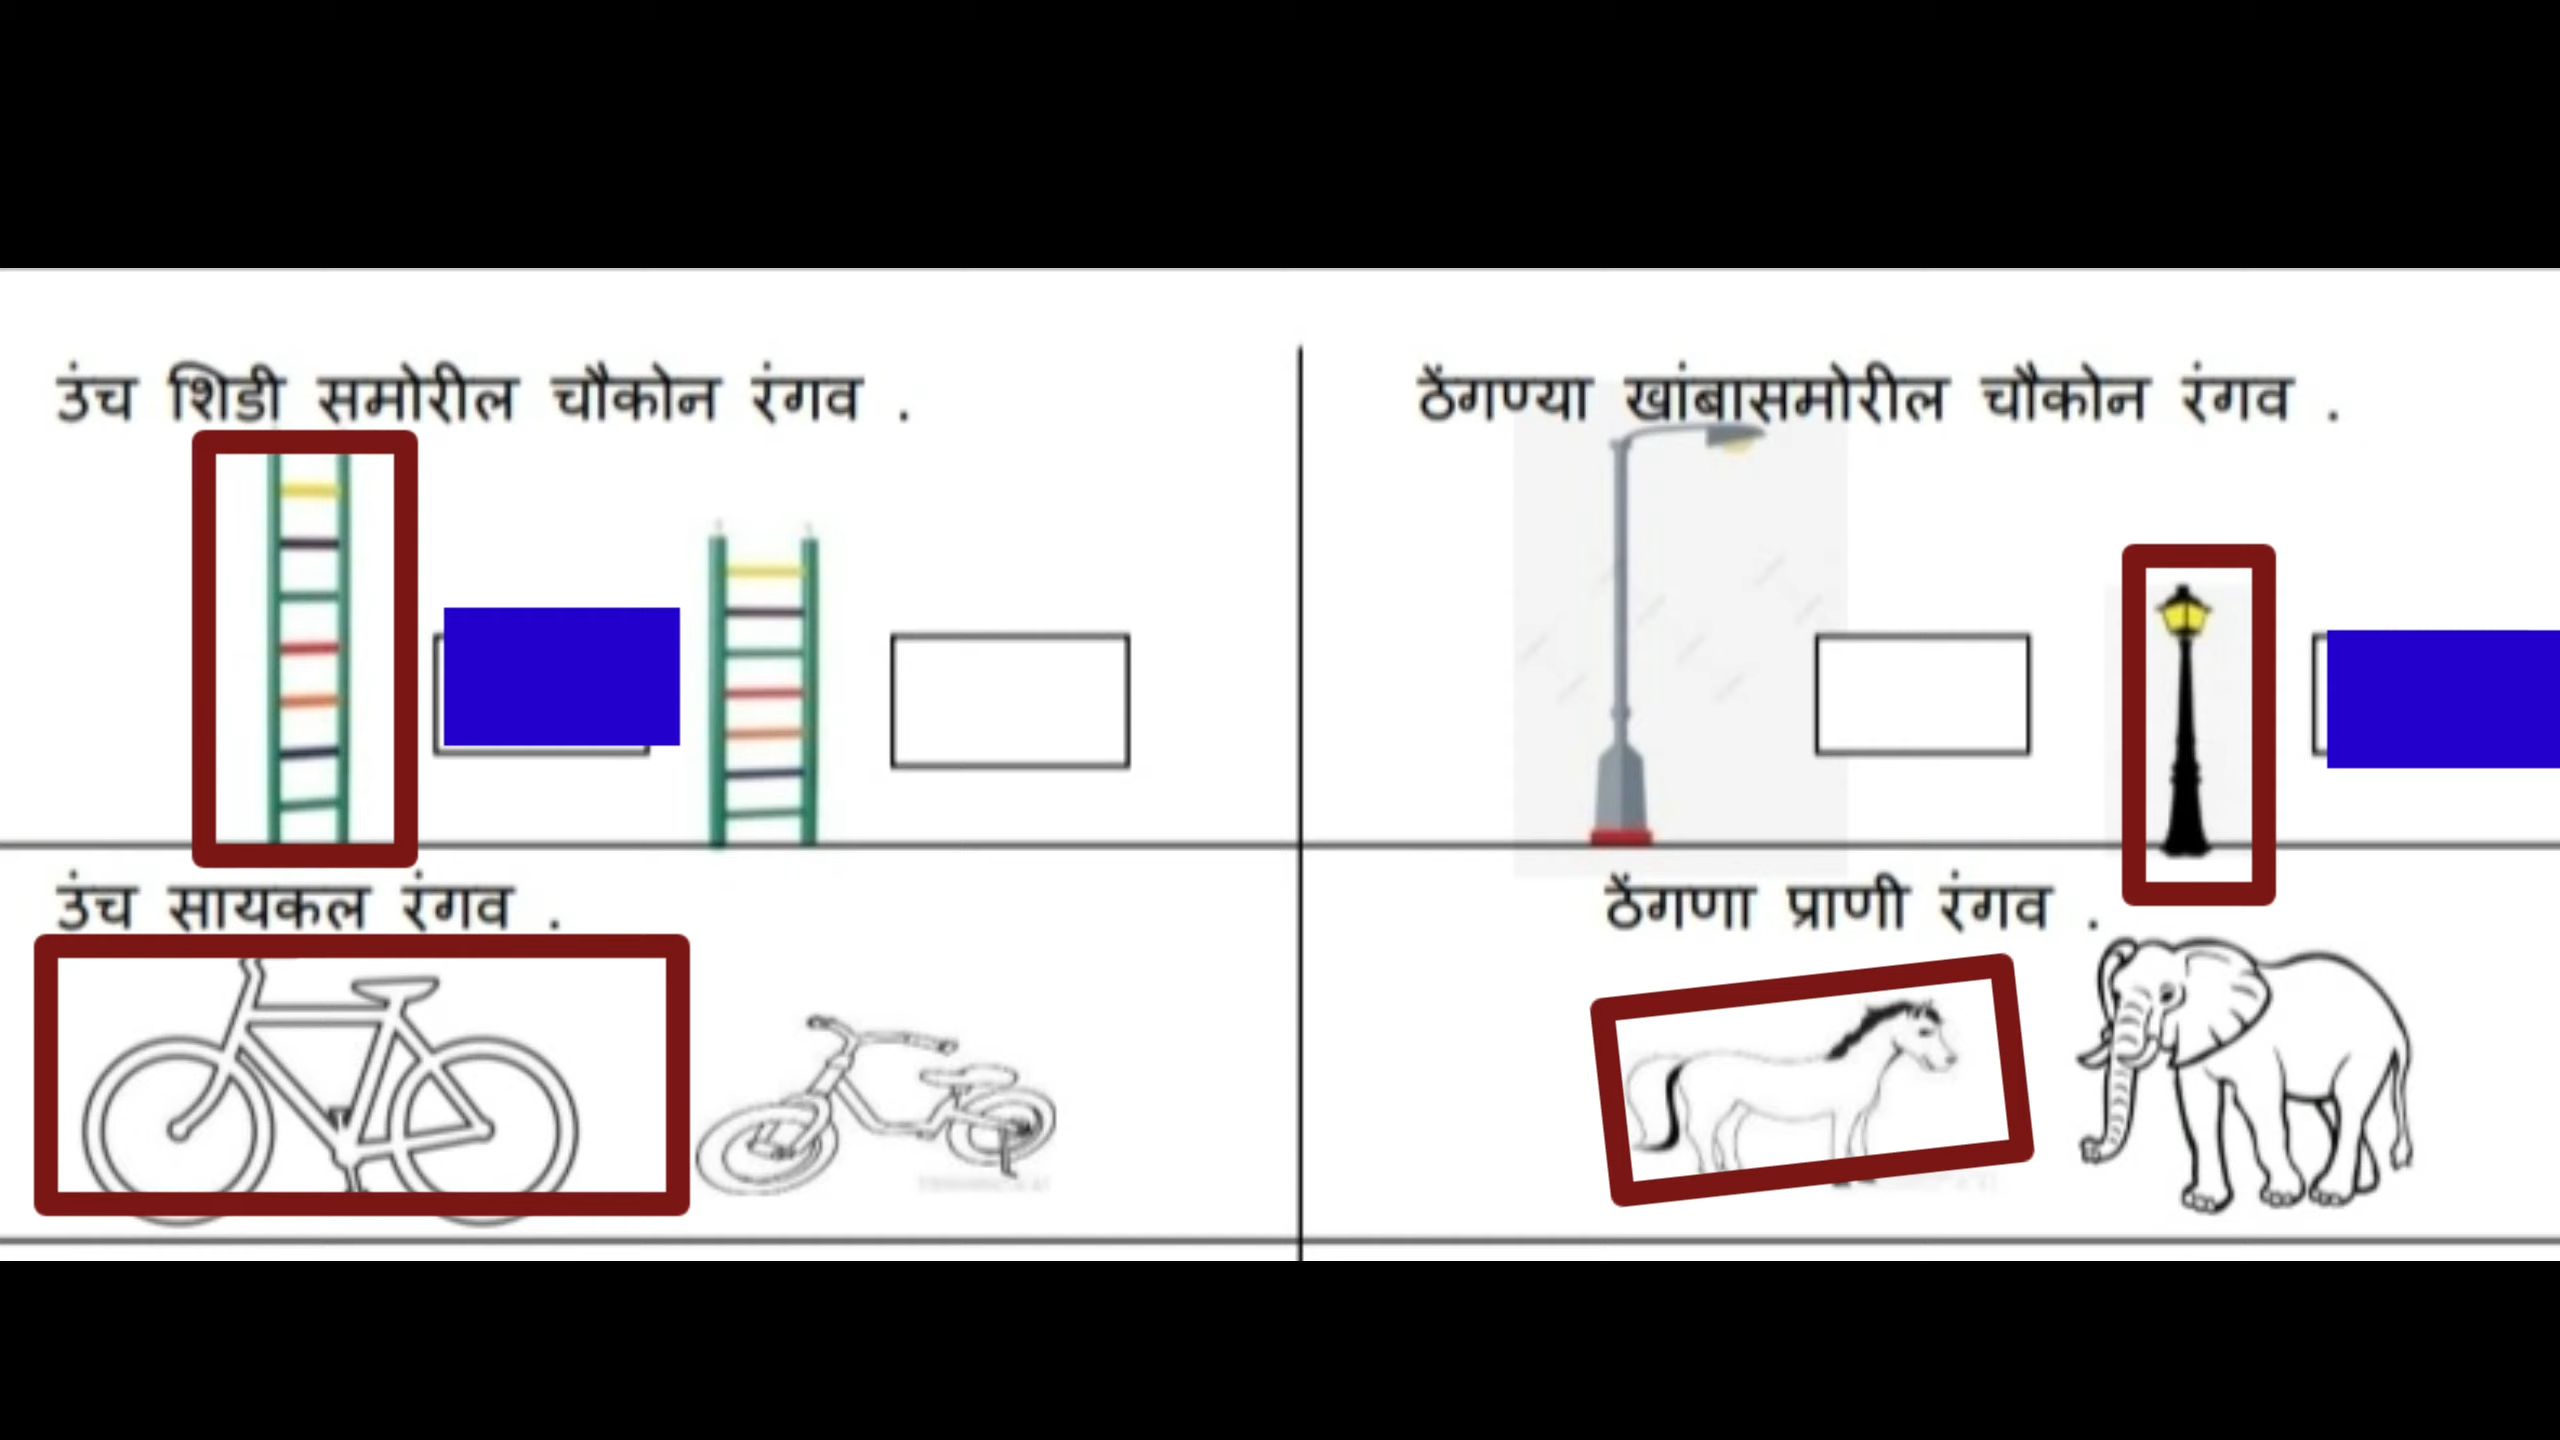 उंच शिडी समोरील चौकोन रंगव .
ठेंगण्या खांबासमोरील चौकोन रंगव .
उंच सायकल रंगव .
ठेंगणा प्राणी रंगव .